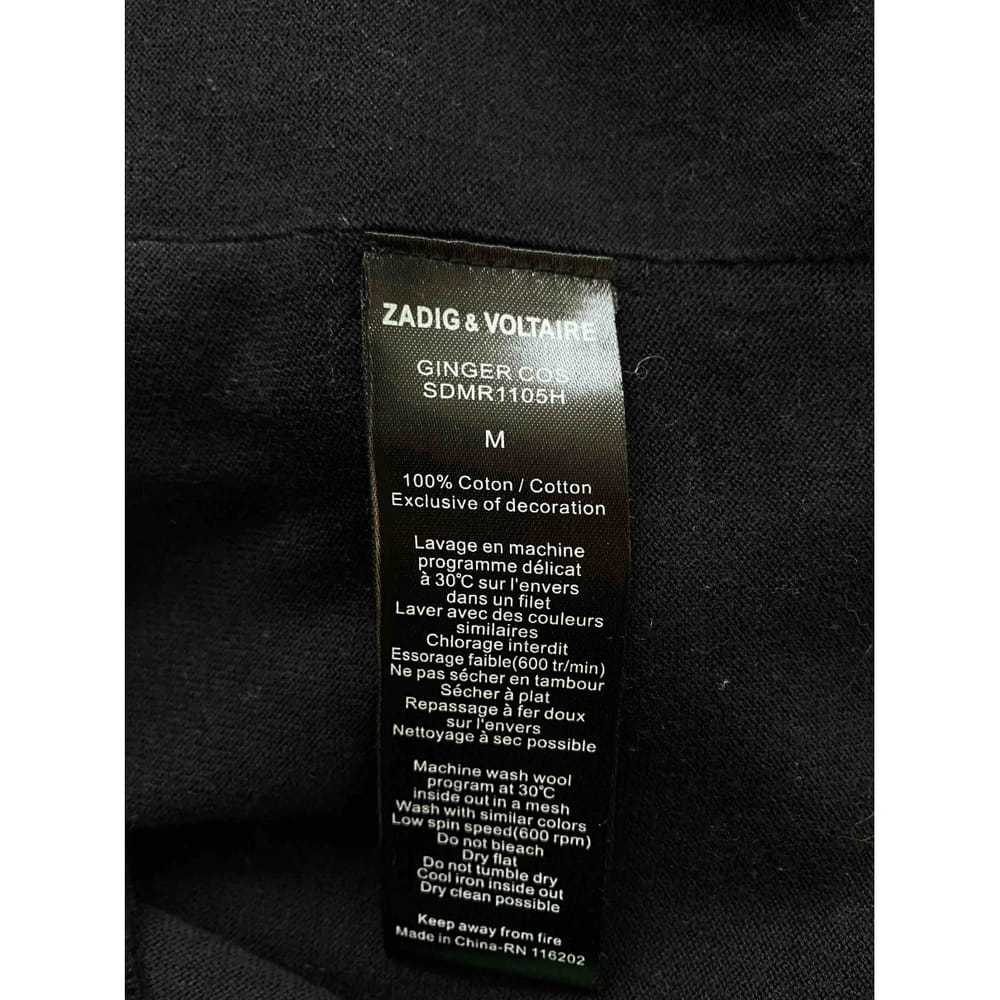 ZADIG & VOLTAIRE
GINGER COS
SDMR1105H
M
100% Coton / Cotton
Exclusive of decoration
Lavage en machine
programme délicat
à 30°C sur l'envers
dans un filet
Laver avec des couleurs
similaires
Chlorage interdit
Essorage faible(600 tr/min)
Ne pas sécher en tambour
Sécher à plat
Repassage à fer doux
sur l'envers
Nettoyage à sec possible
Machine wash wool
program at 30°C
inside out in a mesh
Wash with similar colors
Low spin speed(600 rpm)
Do not bleach
Dry flat
Do not tumble dry
Cool iron inside out
Dry clean possible
Keep away from fire
Made in China-RN 116202